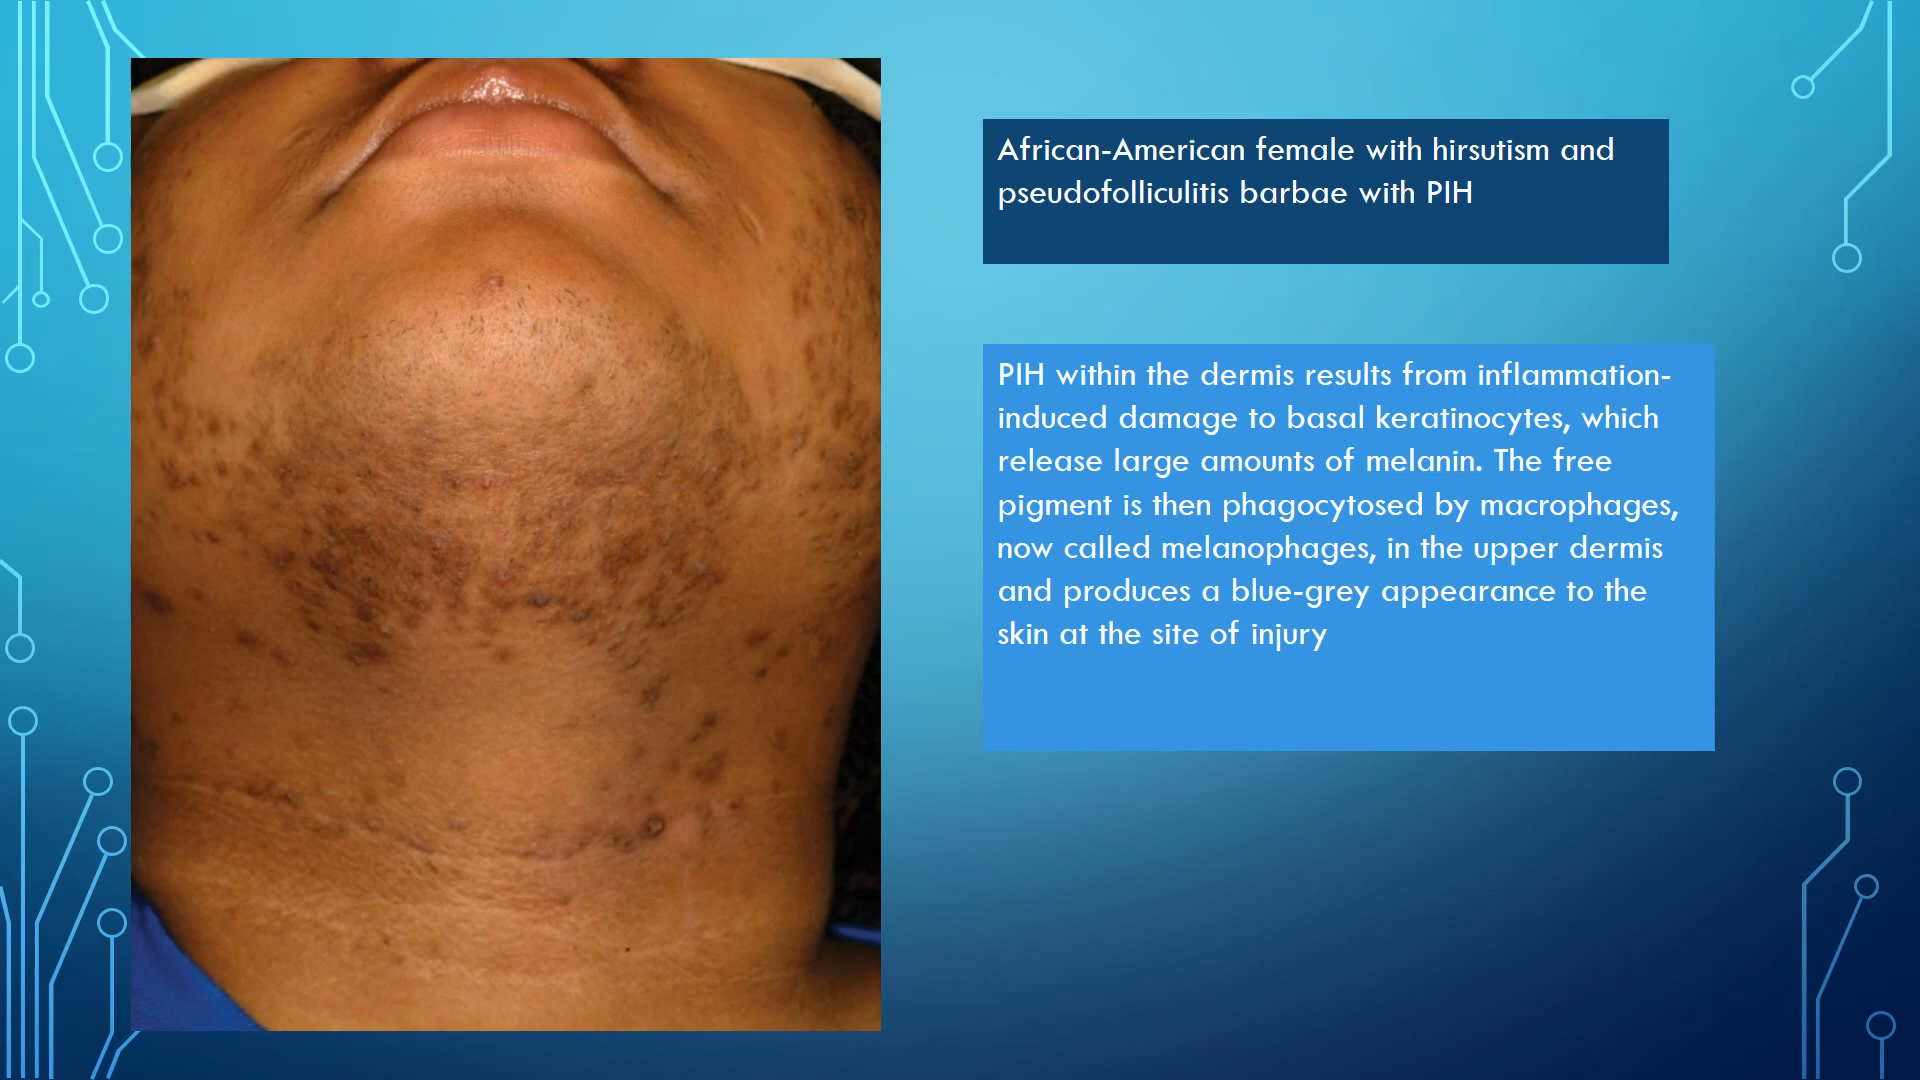 African-American female with hirsutism and
pseudofolliculitis barbae with PIH
PIH within the dermis results from inflammation-
induced damage to basal keratinocytes, which
release large amounts of melanin. The free
pigment is then phagocytosed by macrophages,
now called melanophages, in the upper dermis
and produces a blue-grey appearance to the
skin at the site of injury